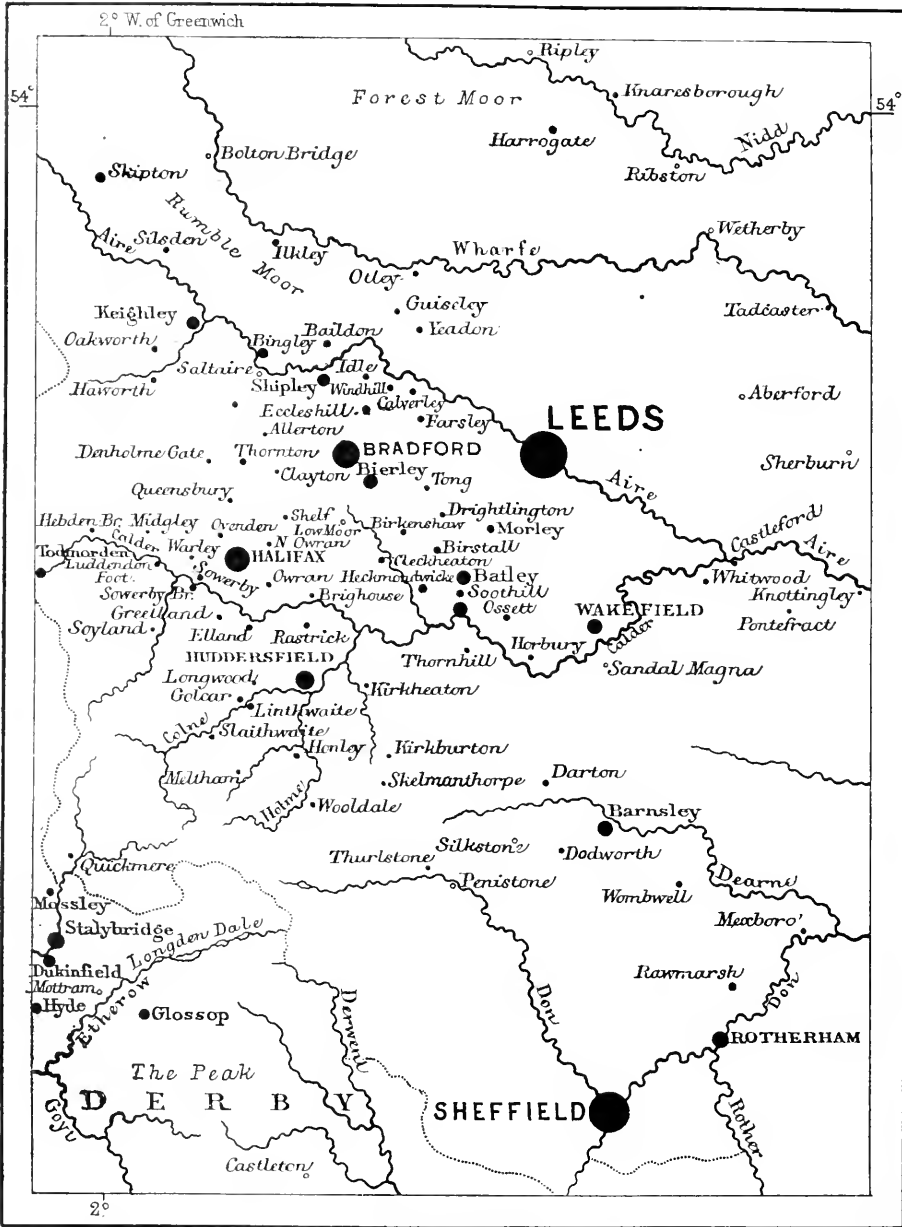 2° W. of Greenwich
Ripley
54°
Forest Moor
Knaresborough
54°
Harrogate
Nidd
Bolton Bridge
Ribston
Skipton
Rumble Moor
Wetherby
Aire
Silsden
Ilkley
Wharfe
Otley
Guiseley
Tadcaster
Keighley
Yeadon
Baildon
Oakworth
Bingley
Saltaire
Idle
Haworth
Shipley
Windhill
Calverley
Aberford
Eccleshill
Farsley
LEEDS
Allerton
Denholme Gate
Thornton
BRADFORD
Sherburn
Clayton
Bierley
Tong
Aire
Queensbury
Shelf
Drightlington
Hebden Br.
Midgley
Ovenden
Low Moor
Birkenshaw
Morley
Castleford
Calder
Warley
N Owran
Birstall
Aire
Todmorden
HALIFAX
Cleckheaton
Luddendon Foot
Sowerby
Owran
Heckmondwicke
Batley
Whitwood
Sowerby Br.
Brighouse
Soothill
Knottingley
Greetland
Ossett
WAKEFIELD
Pontefract
Soyland
Elland
Rastrick
Calder
HUDDERSFIELD
Thornhill
Horbury
Sandal Magna
Longwood
Kirkheaton
Golcar
Linthwaite
Colne
Slaithwaite
Honley
Kirkburton
Meltham
Skelmanthorpe
Darton
Holme
Wooldale
Barnsley
Silkstone
Thurlstone
Dodworth
Quickmere
Penistone
Dearne
Wombwell
Mossley
Mexboro'
Stalybridge
Longden Dale
Dukinfield
Rawmarsh
Mottram
Don
Don
Hyde
Etherow
Glossop
Derwent
ROTHERHAM
The Peak
DERBY
SHEFFIELD
Goyt
Rother
Castleton
2°